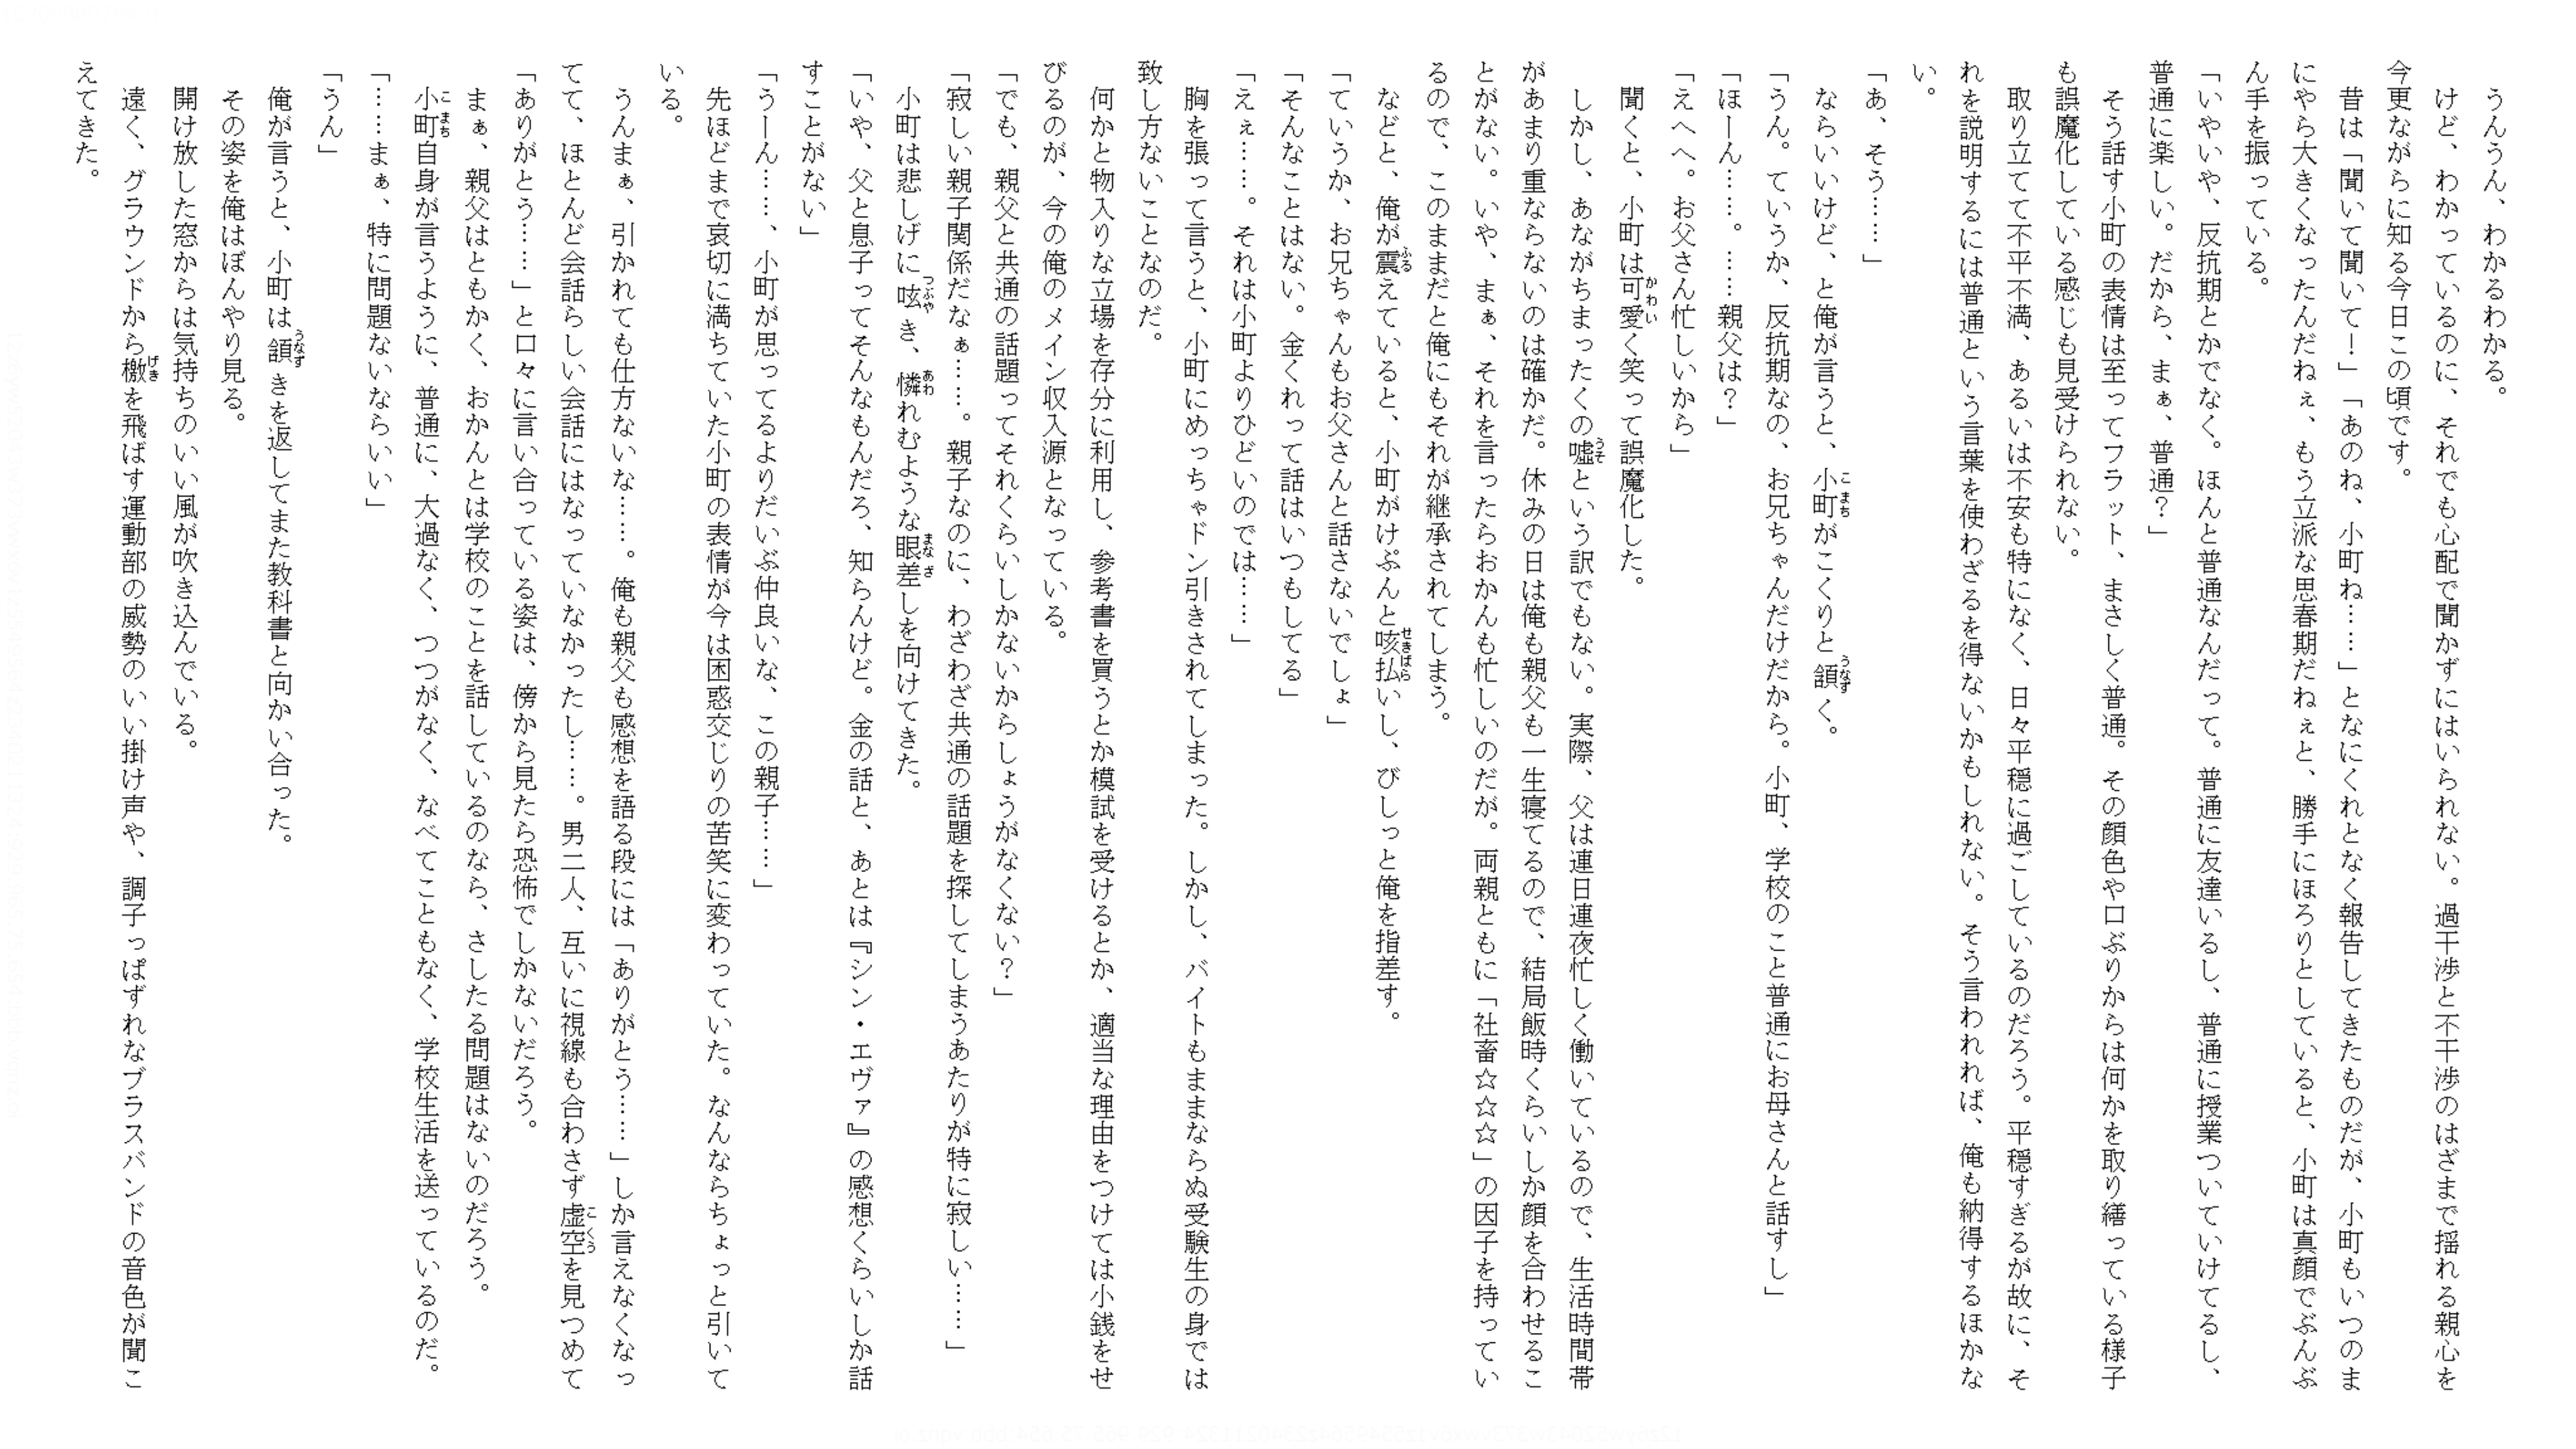 うんうん、わかるわかる。
けど、わかっているのに、それでも心配で聞かずにはいられない。過干渉と不干渉のはざまで揺れる親心を
今更ながらに知る今日この頃です。
昔は「聞いて聞いて！」「あのね、小町ね……」となにくれとなく報告してきたものだが、小町もいつのま
にやら大きくなったんだねぇ、もう立派な思春期だねぇと、勝手にほろりとしていると、小町は真顔でぶんぶ
ん手を振っている。
「いやいや、反抗期とかでなく。ほんと普通なんだって。普通に友達いるし、普通に授業ついていけてるし、
普通に楽しい。だから、まぁ、普通？」
そう話す小町の表情は至ってフラット、まさしく普通。その顔色や口ぶりからは何かを取り繕っている様子
も誤魔化している感じも見受けられない。
取り立てて不平不満、あるいは不安も特になく、日々平穏に過ごしているのだろう。平穏すぎるが故に、そ
れを説明するには普通という言葉を使わざるを得ないかもしれない。そう言われれば、俺も納得するほかな
い。
「あ、そう……」
ならいいけど、と俺が言うと、小町こまちがこくりと頷うなずく。
「うん。ていうか、反抗期なの、お兄ちゃんだけだから。小町、学校のこと普通にお母さんと話すし」
「ほーん……。……親父は？」
「えへへ。お父さん忙しいから」
聞くと、小町は可愛かわいく笑って誤魔化した。
しかし、あながちまったくの嘘うそという訳でもない。実際、父は連日連夜忙しく働いているので、生活時間帯
があまり重ならないのは確かだ。休みの日は俺も親父も一生寝てるので、結局飯時くらいしか顔を合わせるこ
とがない。いや、まぁ、それを言ったらおかんも忙しいのだが。両親ともに「社畜☆☆☆」の因子を持ってい
るので、このままだと俺にもそれが継承されてしまう。
などと、俺が震ふるえていると、小町がけぷんと咳払せきばらいし、びしっと俺を指差す。
「ていうか、お兄ちゃんもお父さんと話さないでしょ」
「そんなことはない。金くれって話はいつもしてる」
「えぇ……。それは小町よりひどいのでは……」
胸を張って言うと、小町にめっちゃドン引きされてしまった。しかし、バイトもままならぬ受験生の身では
致し方ないことなのだ。
何かと物入りな立場を存分に利用し、参考書を買うとか模試を受けるとか、適当な理由をつけては小銭をせ
びるのが、今の俺のメイン収入源となっている。
「でも、親父と共通の話題ってそれくらいしかないからしょうがなくない？」
「寂しい親子関係だなぁ……。親子なのに、わざわざ共通の話題を探してしまうあたりが特に寂しい……」
小町は悲しげに呟つぶやき、憐あわれむような眼差まなざしを向けてきた。
「いや、父と息子ってそんなもんだろ、知らんけど。金の話と、あとは『シン・エヴァ』の感想くらいしか話
すことがない」
「うーん……、小町が思ってるよりだいぶ仲良いな、この親子……」
先ほどまで哀切に満ちていた小町の表情が今は困惑交じりの苦笑に変わっていた。なんならちょっと引いて
いる。
うんまぁ、引かれても仕方ないな……。俺も親父も感想を語る段には「ありがとう……」しか言えなくなっ
てて、ほとんど会話らしい会話にはなっていなかったし……。男二人、互いに視線も合わさず虚空こくうを見つめて
「ありがとう……」と口々に言い合っている姿は、傍から見たら恐怖でしかないだろう。
まぁ、親父はともかく、おかんとは学校のことを話しているのなら、さしたる問題はないのだろう。
小町こまち自身が言うように、普通に、大過なく、つつがなく、なべてこともなく、学校生活を送っているのだ。
「……まぁ、特に問題ないならいい」
「うん」
俺が言うと、小町は頷うなずきを返してまた教科書と向かい合った。
その姿を俺はぼんやり見る。
開け放した窓からは気持ちのいい風が吹き込んでいる。
遠く、グラウンドから檄げきを飛ばす運動部の威勢のいい掛け声や、調子っぱずれなブラスバンドの音色が聞こ
えてきた。